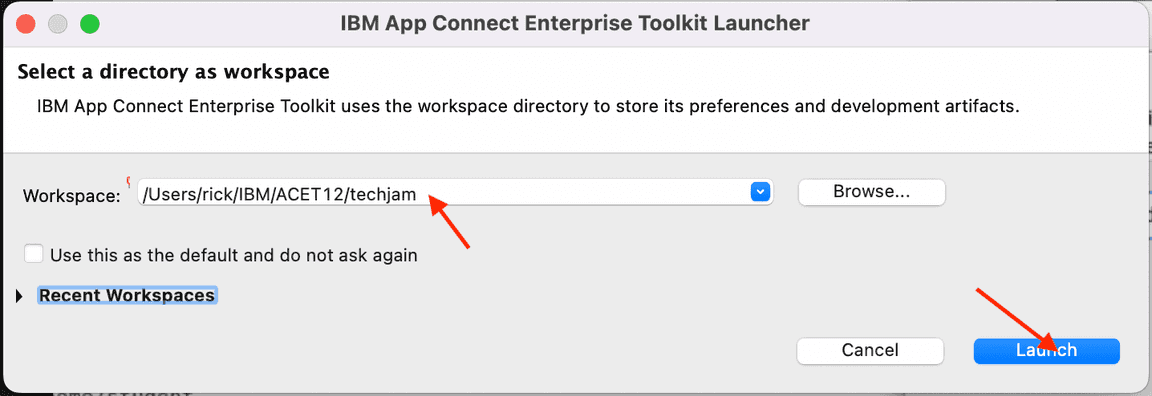 IBM App Connect Enterprise Toolkit Launcher
Select a directory as workspace
IBM App Connect Enterprise Toolkit uses the workspace directory to store its preferences and development artifacts.
Workspace: /Users/rick/IBM/ACET12/techjam Browse...
Use this as the default and do not ask again
Recent Workspaces
Cancel Launch